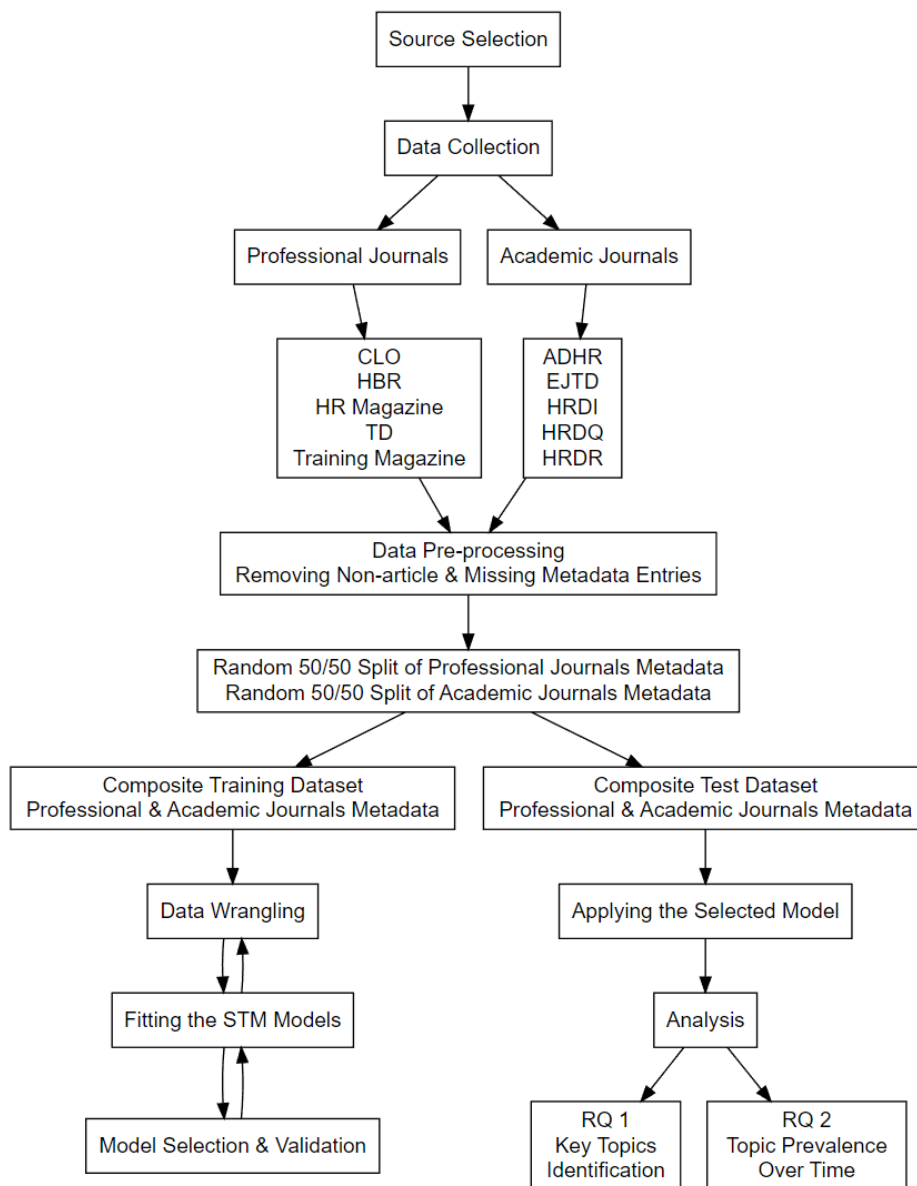 Source Selection
Data Collection
Professional Journals
Academic Journals
CLO
HBR
HR Magazine
TD
Training Magazine
ADHR
EJTD
HRDI
HRDQ
HRDR
Data Pre-processing
Removing Non-article & Missing Metadata Entries
Random 50/50 Split of Professional Journals Metadata
Random 50/50 Split of Academic Journals Metadata
Composite Training Dataset
Professional & Academic Journals Metadata
Composite Test Dataset
Professional & Academic Journals Metadata
Data Wrangling
Applying the Selected Model
Fitting the STM Models
Analysis
Model Selection & Validation
RQ 1
Key Topics
Identification
RQ 2
Topic Prevalence
Over Time